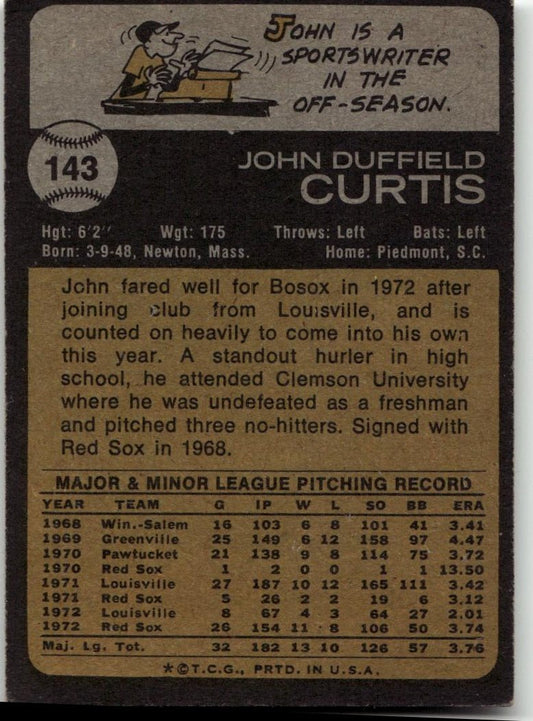 JOHN IS A
SPORTSWRITER
IN THE
OFF-SEASON.
143
JOHN DUFFIELD
CURTIS
Hgt: 6'2" Wgt: 175 Throws: Left Bats: Left
Born: 3-9-48, Newton, Mass. Home: Piedmont, S.C.
John fared well for Bosox in 1972 after
joining club from Louisville, and is
counted on heavily to come into his own
this year. A standout hurler in high
school, he attended Clemson University
where he was undefeated as a freshman
and pitched three no-hitters. Signed with
Red Sox in 1968.
MAJOR & MINOR LEAGUE PITCHING RECORD
YEAR TEAM G IP W L SO BB ERA
1968 Win.-Salem 16 103 6 8 101 41 3.41
1969 Greenville 25 149 6 12 158 97 4.47
1970 Pawtucket 21 138 9 8 114 75 3.72
1970 Red Sox 1 2 0 0 1 1 13.50
1971 Louisville 27 187 10 12 165 111 3.42
1971 Red Sox 5 26 2 2 19 6 3.12
1972 Louisville 8 67 4 3 64 27 2.01
1972 Red Sox 26 154 11 8 106 50 3.74
Maj. Lg. Tot. 32 182 13 10 126 57 3.76
*©T.C.G., PRTD. IN U.S.A.